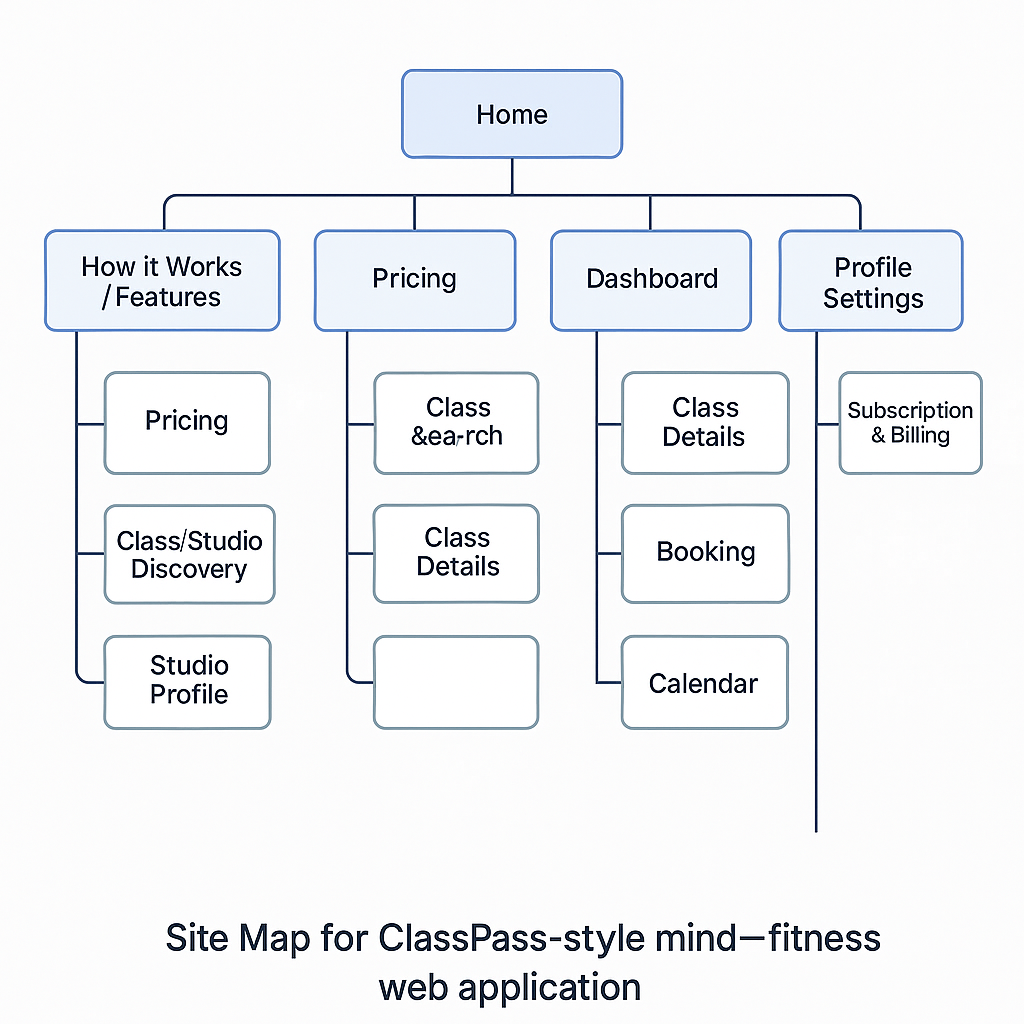 Home
How it Works
/ Features
Pricing
Dashboard
Profile
Settings
Pricing
Class
&ea-rch
Class
Details
Subscription
& Billing
Class/Studio
Discovery
Class
Details
Booking
Studio
Profile
Calendar
Site Map for ClassPass-style mind—fitness
web application